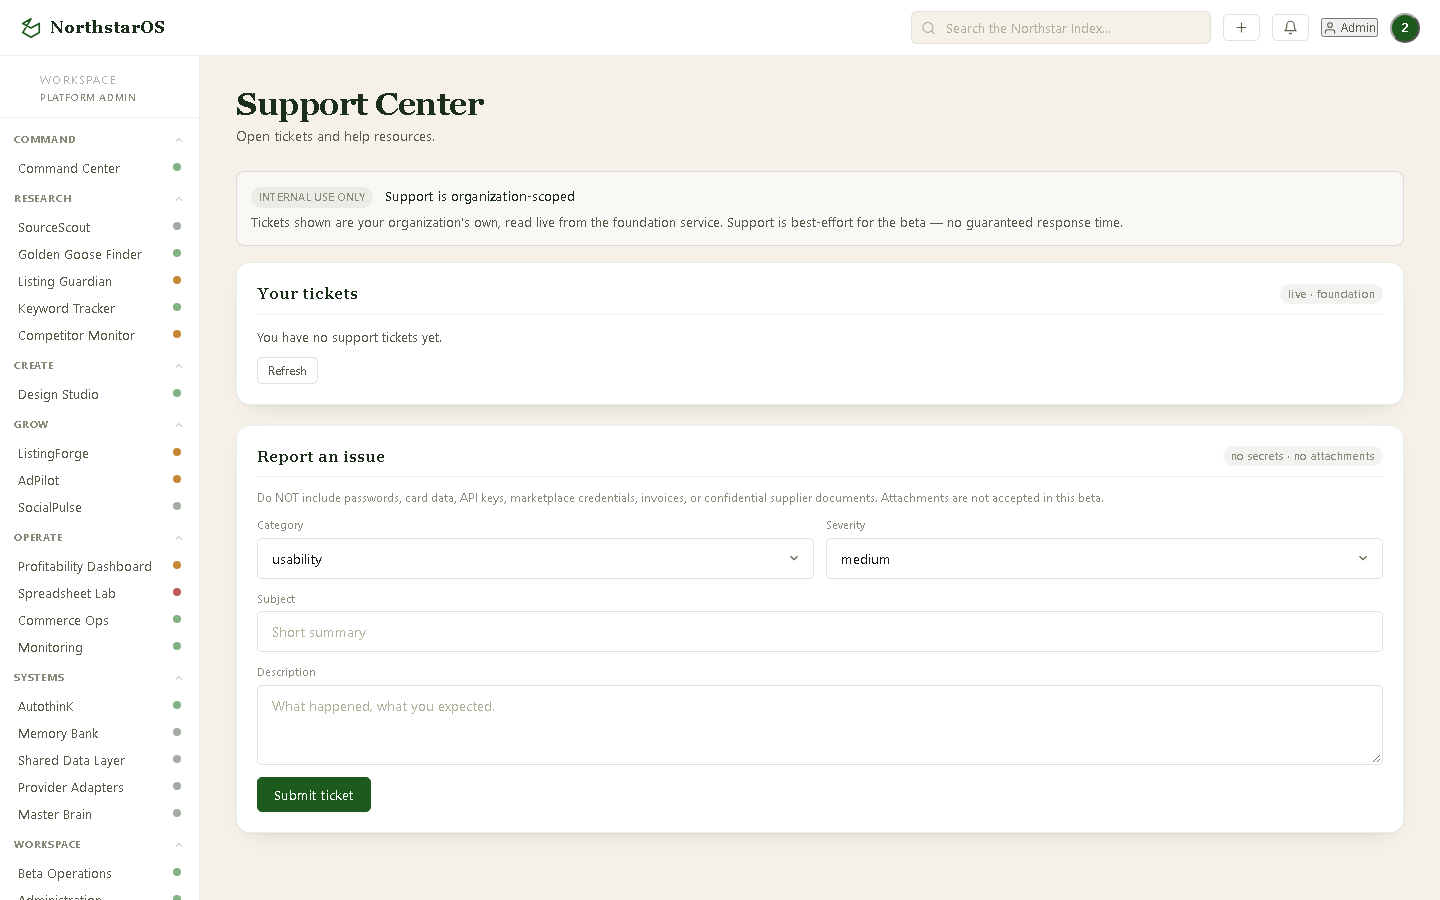 NorthstarOS
Search the Northstar Index...
Admin
2
WORKSPACE
PLATFORM ADMIN
COMMAND
Command Center
RESEARCH
SourceScout
Golden Goose Finder
Listing Guardian
Keyword Tracker
Competitor Monitor
CREATE
Design Studio
GROW
ListingForge
AdPilot
SocialPulse
OPERATE
Profitability Dashboard
Spreadsheet Lab
Commerce Ops
Monitoring
SYSTEMS
AutothinK
Memory Bank
Shared Data Layer
Provider Adapters
Master Brain
WORKSPACE
Beta Operations
Administration
Support Center
Open tickets and help resources.
INTERNAL USE ONLY Support is organization-scoped
Tickets shown are your organization's own, read live from the foundation service. Support is best-effort for the beta — no guaranteed response time.
Your tickets
live · foundation
You have no support tickets yet.
Refresh
Report an issue
no secrets · no attachments
Do NOT include passwords, card data, API keys, marketplace credentials, invoices, or confidential supplier documents. Attachments are not accepted in this beta.
Category
Severity
usability
medium
Subject
Short summary
Description
What happened, what you expected.
Submit ticket